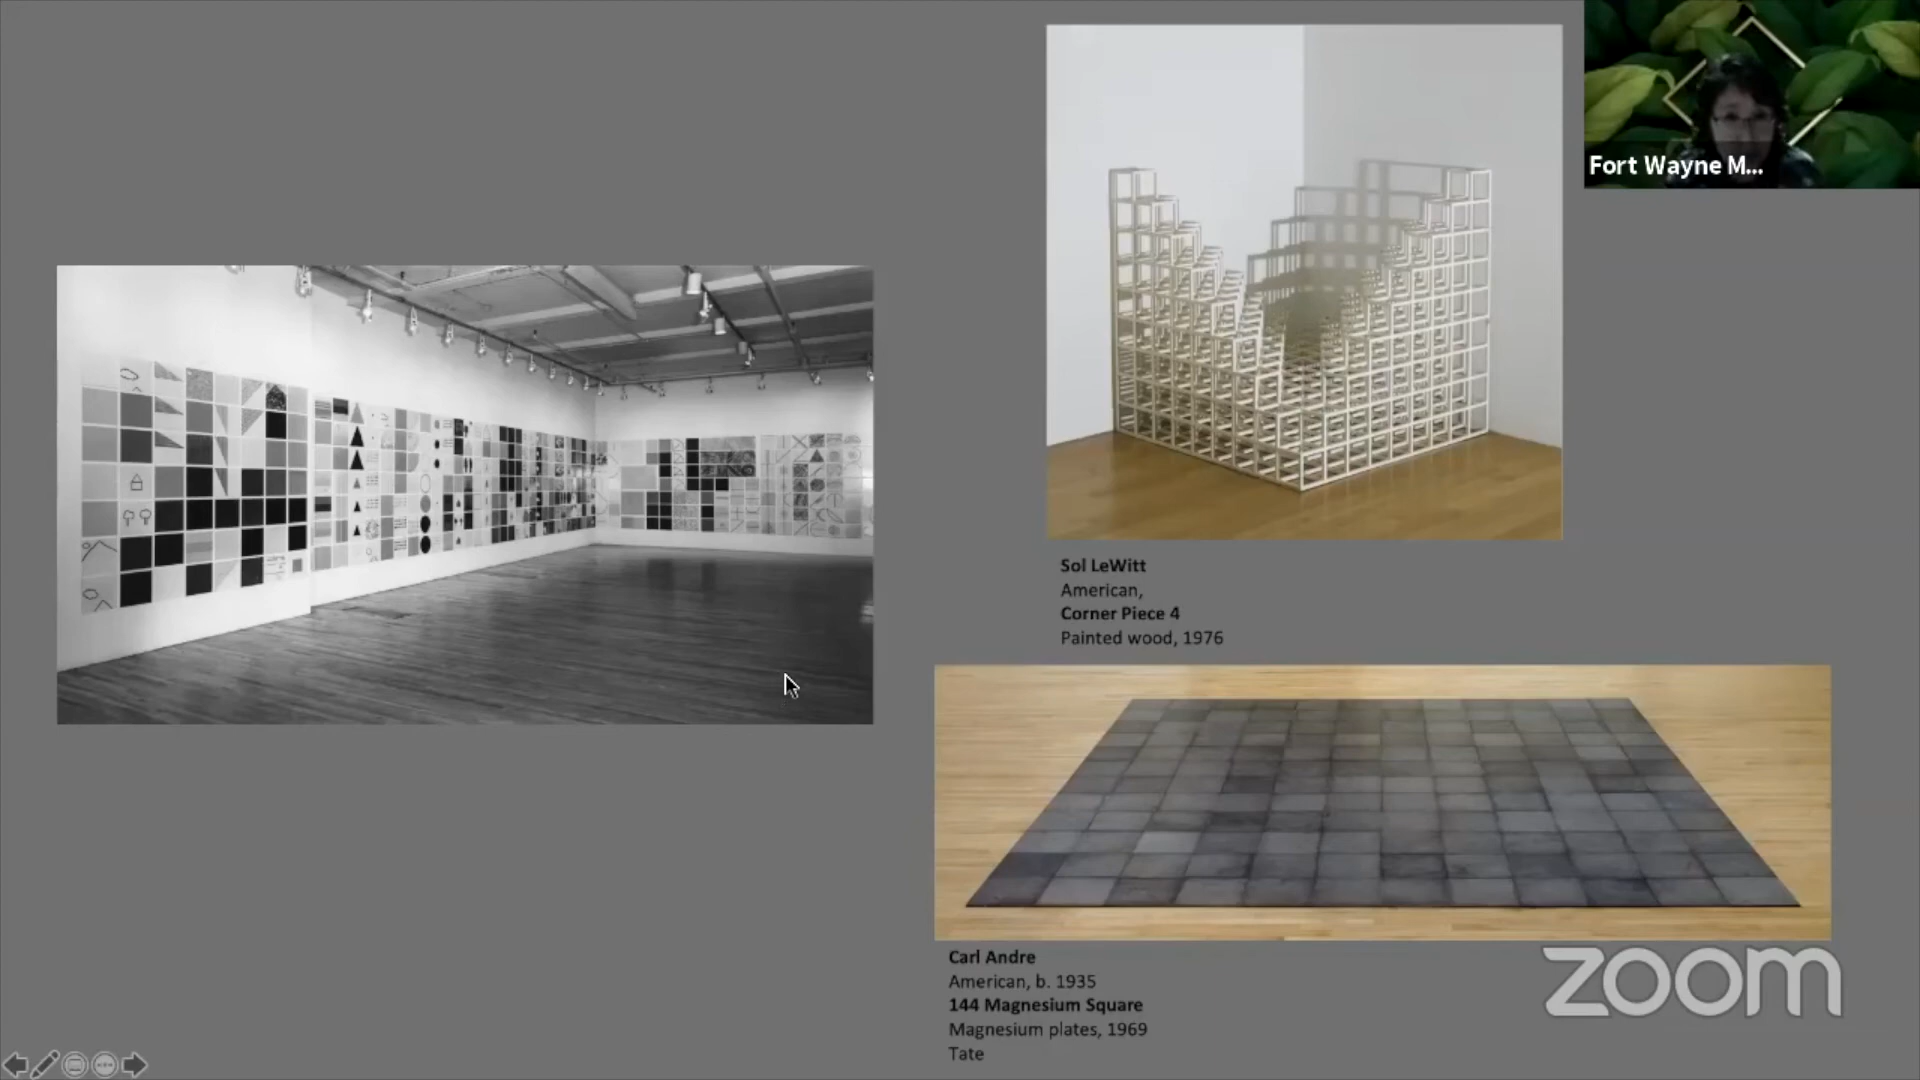 Fort Wayne M...
Sol LeWitt
American,
Corner Piece 4
Painted wood, 1976
Carl Andre
American, b. 1935
144 Magnesium Square
Magnesium plates, 1969
Tate
zoom